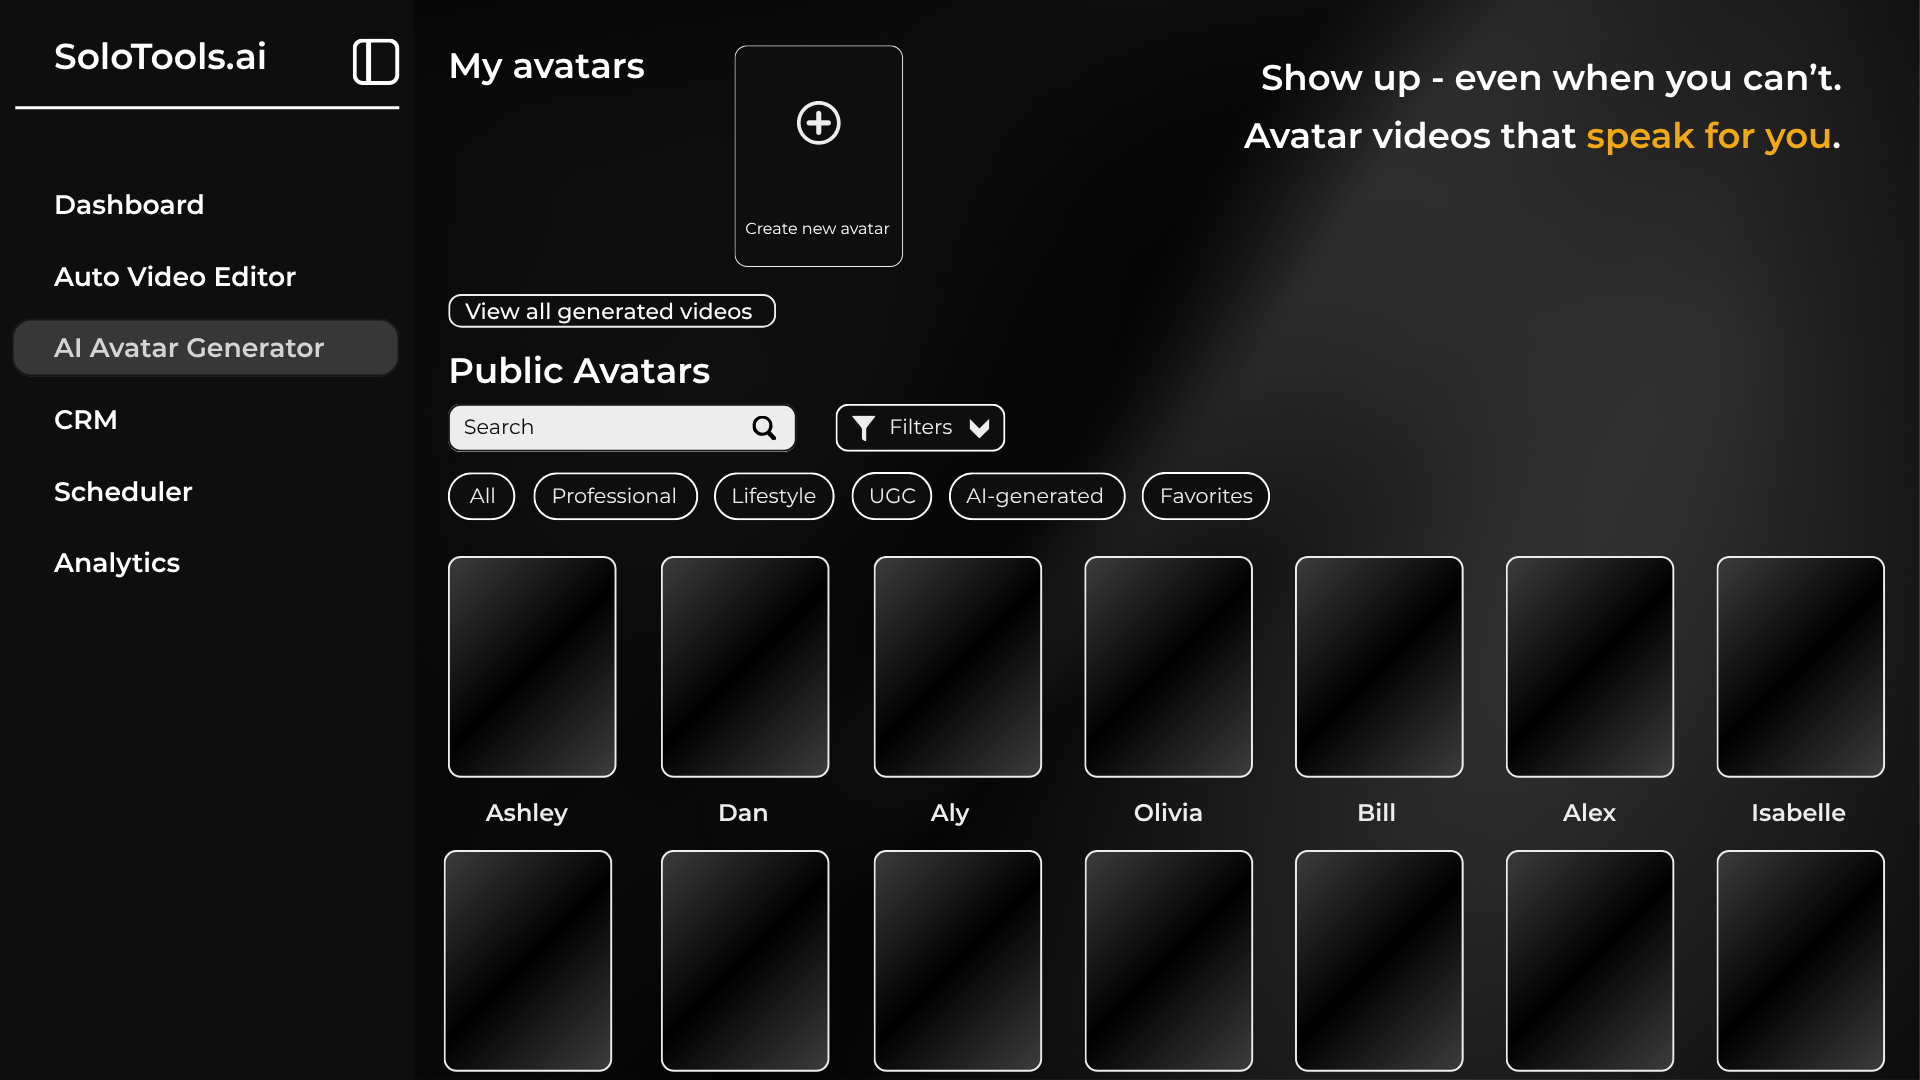 SoloTools.ai
Dashboard
Auto Video Editor
AI Avatar Generator
CRM
Scheduler
Analytics
My avatars
Create new avatar
Show up - even when you can’t.
Avatar videos that speak for you.
View all generated videos
Public Avatars
Search
Filters
All
Professional
Lifestyle
UGC
AI-generated
Favorites
Ashley
Dan
Aly
Olivia
Bill
Alex
Isabelle